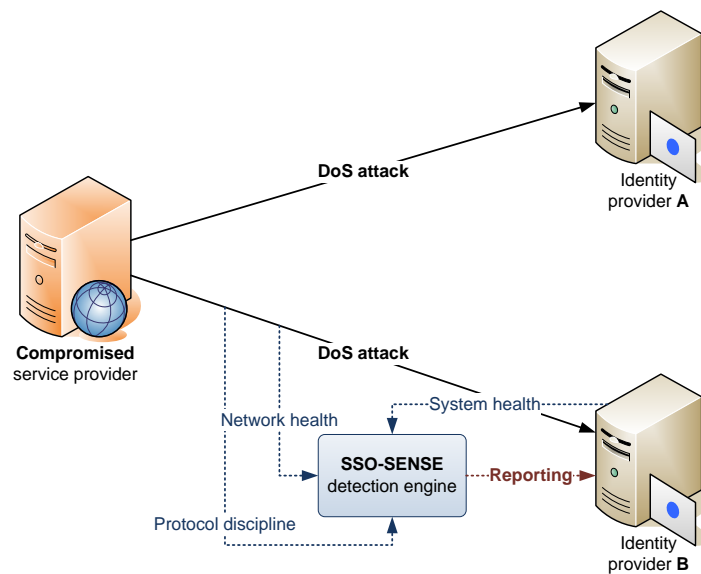 DoS attack
Identity
provider A
Compromised
service provider
DoS attack
System health
Network health
SSO-SENSE
detection engine
Reporting
Protocol discipline
Identity
provider B